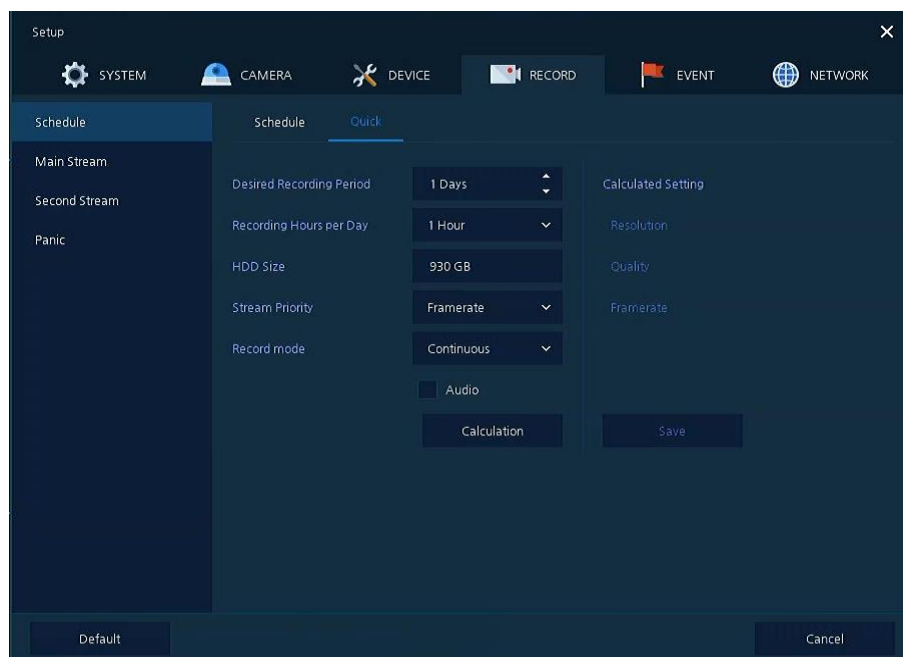 Setup
SYSTEM CAMERA DEVICE RECORD EVENT NETWORK
Schedule
Main Stream
Second Stream
Panic
Schedule Quick
Desired Recording Period 1 Days Calculated Setting
Recording Hours per Day 1 Hour Resolution
HDD Size 930 GB Quality
Stream Priority Framerate Framerate
Record mode Continuous
Audio
Calculation Save
Default Cancel